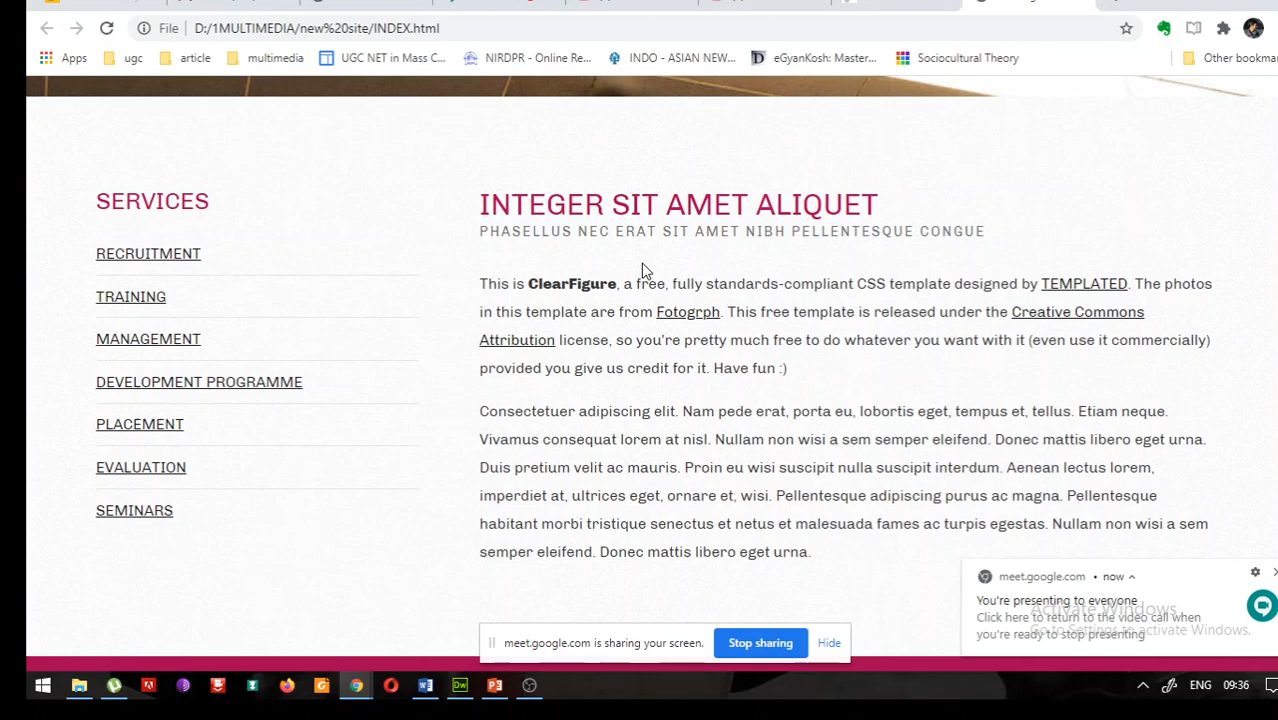 File D:/1MULTIMEDIA/new%20site/INDEX.html
Apps ugc article multimedia UGC NET in Mass C... NIRDPR - Online Re... INDO - ASIAN NEW... eGyanKosh: Master... Sociocultural Theory Other bookmar
SERVICES
RECRUITMENT
TRAINING
MANAGEMENT
DEVELOPMENT PROGRAMME
PLACEMENT
EVALUATION
SEMINARS
INTEGER SIT AMET ALIQUET
PHASELLUS NEC ERAT SIT AMET NIBH PELLENTESQUE CONGUE
This is ClearFigure, a free, fully standards-compliant CSS template designed by TEMPLATED. The photos
in this template are from Fotogrph. This free template is released under the Creative Commons
Attribution license, so you're pretty much free to do whatever you want with it (even use it commercially)
provided you give us credit for it. Have fun :)
Consectetuer adipiscing elit. Nam pede erat, porta eu, lobortis eget, tempus et, tellus. Etiam neque.
Vivamus consequat lorem at nisl. Nullam non wisi a sem semper eleifend. Donec mattis libero eget urna.
Duis pretium velit ac mauris. Proin eu wisi suscipit nulla suscipit interdum. Aenean lectus lorem,
imperdiet at, ultrices eget, ornare et, wisi. Pellentesque adipiscing purus ac magna. Pellentesque
habitant morbi tristique senectus et netus et malesuada fames ac turpis egestas. Nullam non wisi a sem
semper eleifend. Donec mattis libero eget urna.
meet.google.com • now
You're presenting to everyone
Click here to return to the video call when
you're ready to stop presenting
Activate Windows
Go to Settings to activate Windows.
meet.google.com is sharing your screen. Stop sharing Hide
ENG 09:36